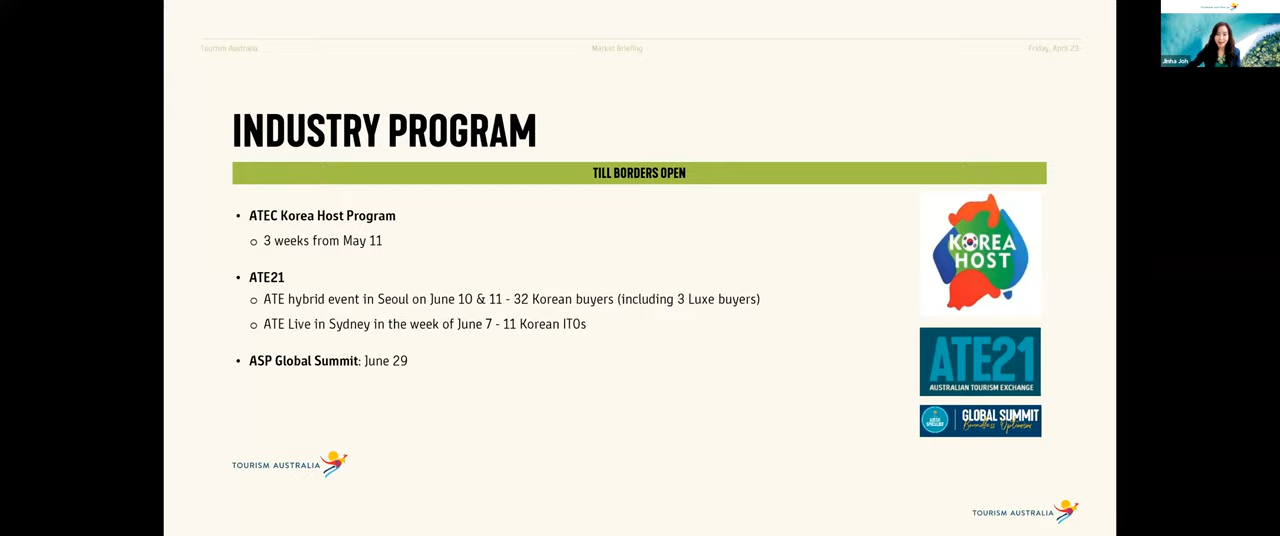 Tourism Australia
Market Briefing
Friday, April 23
INDUSTRY PROGRAM
TILL BORDERS OPEN
• ATEC Korea Host Program
o 3 weeks from May 11
• ATE21
o ATE hybrid event in Seoul on June 10 & 11 - 32 Korean buyers (including 3 Luxe buyers)
o ATE Live in Sydney in the week of June 7 - 11 Korean ITOs
• ASP Global Summit: June 29
KOREA
HOST
ATE21
AUSTRALIAN TOURISM EXCHANGE
GLOBAL SUMMIT
Boundless Optimism
TOURISM AUSTRALIA
TOURISM AUSTRALIA
Jinha Joh